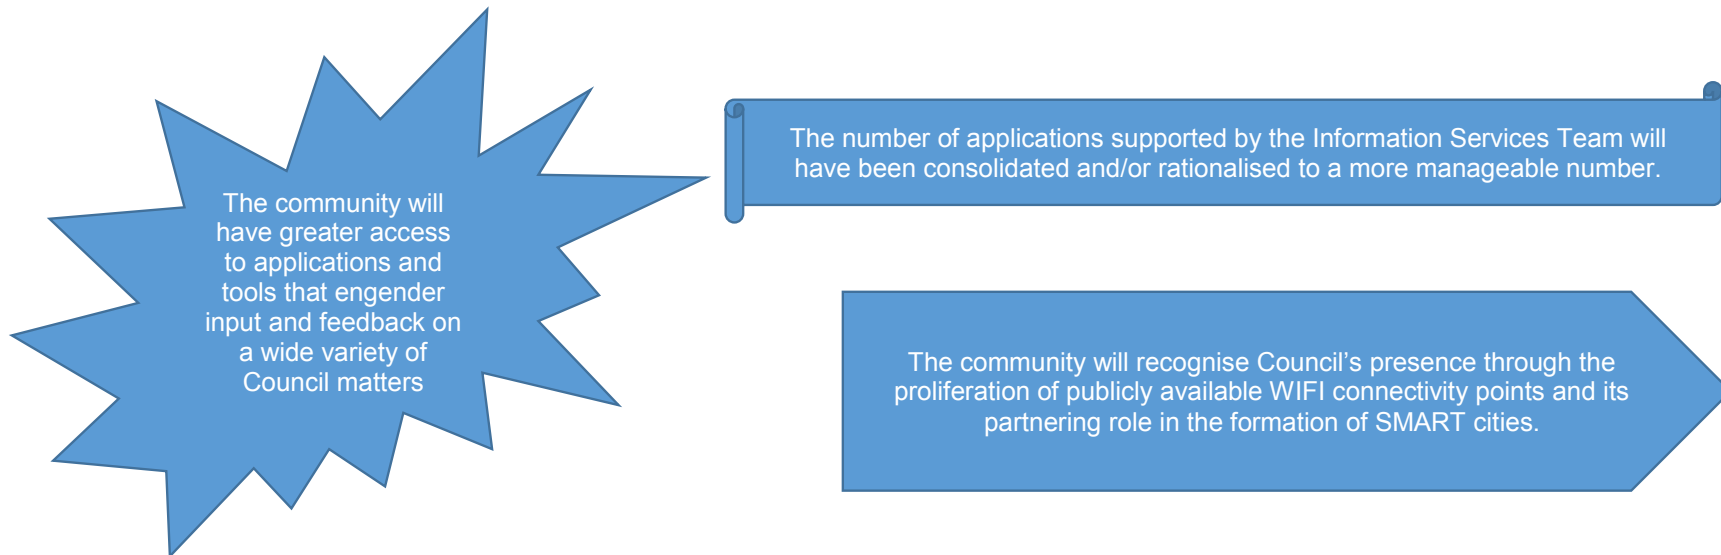 The community will
have greater access
to applications and
tools that engender
input and feedback on
a wide variety of
Council matters
The number of applications supported by the Information Services Team will
have been consolidated and/or rationalised to a more manageable number.
The community will recognise Council’s presence through the
proliferation of publicly available WIFI connectivity points and its
partnering role in the formation of SMART cities.